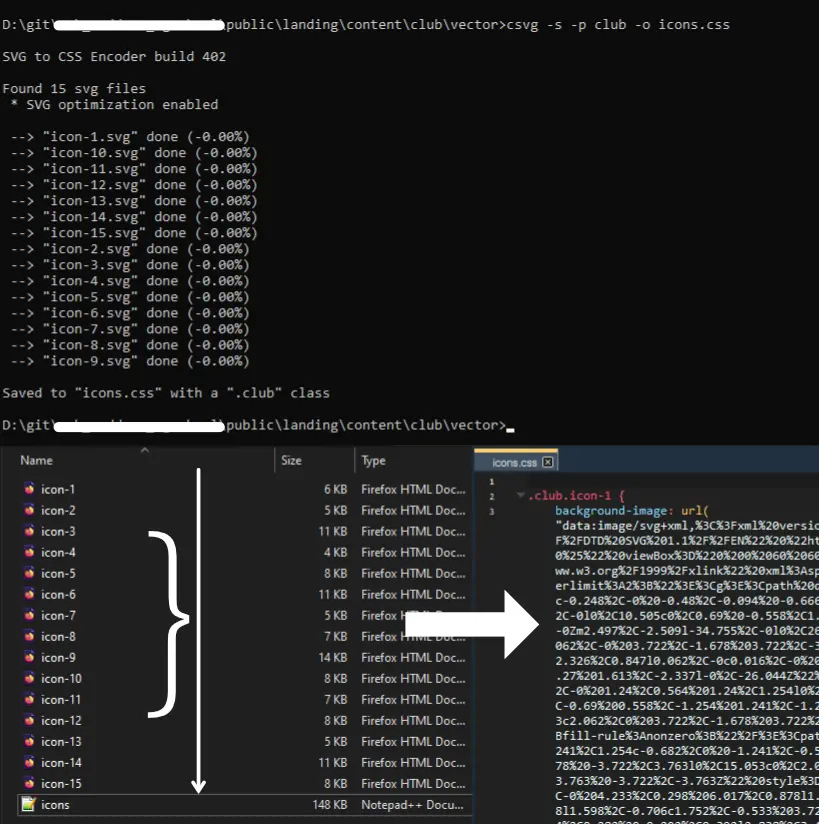 D:\git\public\landing\content\club\vector>csvg -s -p club -o icons.css
SVG to CSS Encoder build 402
Found 15 svg files
* SVG optimization enabled
--> "icon-1.svg" done (-0.00%)
--> "icon-10.svg" done (-0.00%)
--> "icon-11.svg" done (-0.00%)
--> "icon-12.svg" done (-0.00%)
--> "icon-13.svg" done (-0.00%)
--> "icon-14.svg" done (-0.00%)
--> "icon-15.svg" done (-0.00%)
--> "icon-2.svg" done (-0.00%)
--> "icon-3.svg" done (-0.00%)
--> "icon-4.svg" done (-0.00%)
--> "icon-5.svg" done (-0.00%)
--> "icon-6.svg" done (-0.00%)
--> "icon-7.svg" done (-0.00%)
--> "icon-8.svg" done (-0.00%)
--> "icon-9.svg" done (-0.00%)
Saved to "icons.css" with a ".club" class
D:\git\public\landing\content\club\vector>
Name Size Type
icon-1 6 KB Firefox HTML Doc...
icon-2 5 KB Firefox HTML Doc...
icon-3 11 KB Firefox HTML Doc...
icon-4 4 KB Firefox HTML Doc...
icon-5 8 KB Firefox HTML Doc...
icon-6 11 KB Firefox HTML Doc...
icon-7 5 KB Firefox HTML Doc...
icon-8 7 KB Firefox HTML Doc...
icon-9 14 KB Firefox HTML Doc...
icon-10 8 KB Firefox HTML Doc...
icon-11 7 KB Firefox HTML Doc...
icon-12 8 KB Firefox HTML Doc...
icon-13 5 KB Firefox HTML Doc...
icon-14 11 KB Firefox HTML Doc...
icon-15 8 KB Firefox HTML Doc...
icons 148 KB Notepad++ Docu...
icons.css
1
2 .club.icon-1 {
3 background-image: url(
"data:image/svg+xml,%3C%3Fxml%20versio
F%2FDTD%20SVG%201.1%2F%2FEN%22%20%22ht
0%25%22%20viewBox%3D%220%200%2060%206
ww.w3.org%2F1999%2Fxlink%22%20xml%3Asp
erlimit%3A2%3B%22%3E%3Cg%3E%3Cpath%20d
c-0.248%2C-0%20-0.48%2C-0.094%20-0.666
2C-0l0%2C10.505c0%2C0.69%20-0.558%2C1.
-0Zm2.497%2C-2.509l-34.755%2C-0l0%2C26
062%2C-0%203.722%2C-1.678%203.722%2C-3
2.326%2C0.847l0.062%2C-0c0.016%2C-0%20
.27%201.613%2C-2.337l-0%2C-26.044Z%22%
2C-0%201.24%2C0.564%201.24%2C1.254l0%2
C-0.69%200.558%2C-1.254%201.241%2C-1.2
3c2.062%2C0%203.722%2C-1.678%203.722%2
Bfill-rule%3Anonzero%3B%22%2F%3E%3Cpat
241%2C1.254c-0.682%2C0%20-1.241%2C-0.5
78%20-3.722%2C3.763l0%2C15.053c0%2C2.0
3.763%20-3.722%2C-3.763Z%22%20style%3D
C-0%204.233%2C0.298%206.017%2C0.878l1.
8l1.598%2C-0.706c1.752%2C-0.533%203.72